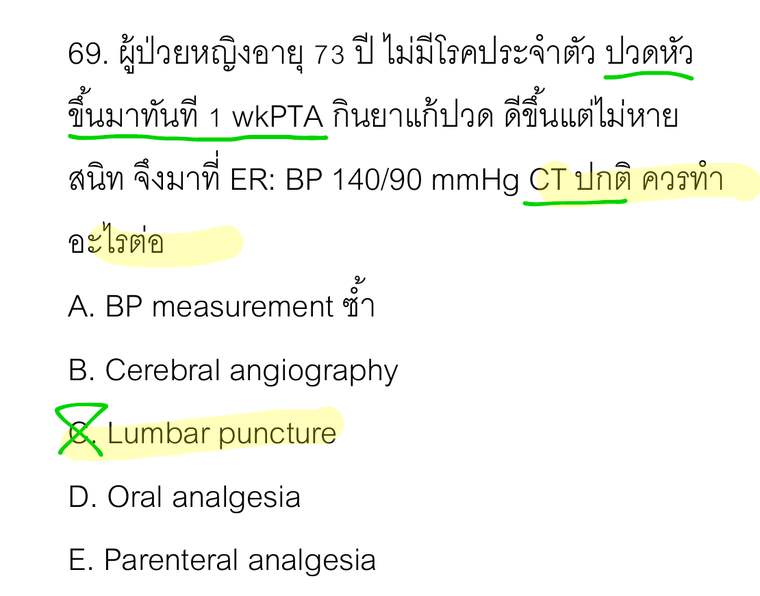 69. ผู้ป่วยหญิงอายุ 73 ปี ไม่มีโรคประจำตัว ปวดหัว
ขึ้นมาทันที 1 wkPTA กินยาแก้ปวด ดีขึ้นแต่ไม่หาย
สนิท จึงมาที่ ER: BP 140/90 mmHg CT ปกติ ควรทำ
อะไรต่อ
A. BP measurement ซ้ำ
B. Cerebral angiography
C. Lumbar puncture
D. Oral analgesia
E. Parenteral analgesia